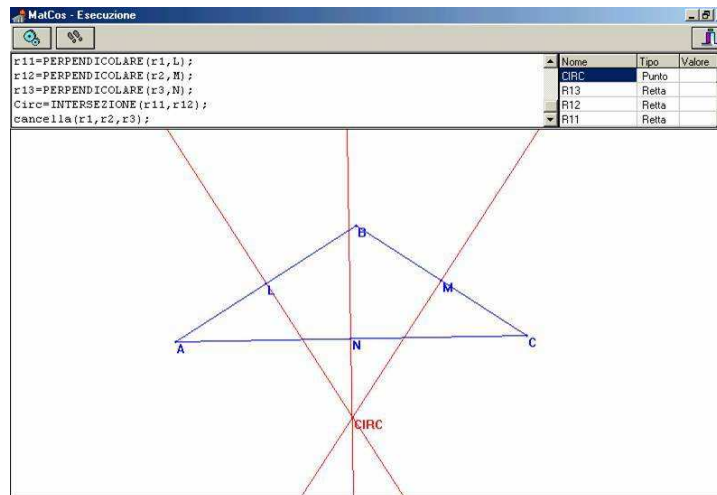 MatCos - Esecuzione
r11=PERPENDICOLARE(r1,L);
r12=PERPENDICOLARE(r2,M);
r13=PERPENDICOLARE(r3,N);
Circ=INTERSEZIONE(r11,r12);
cancella(r1,r2,r3);
Nome Tipo Valore
CIRC Punto
R13 Retta
R12 Retta
R11 Retta
B
L M
A N C
CIRC